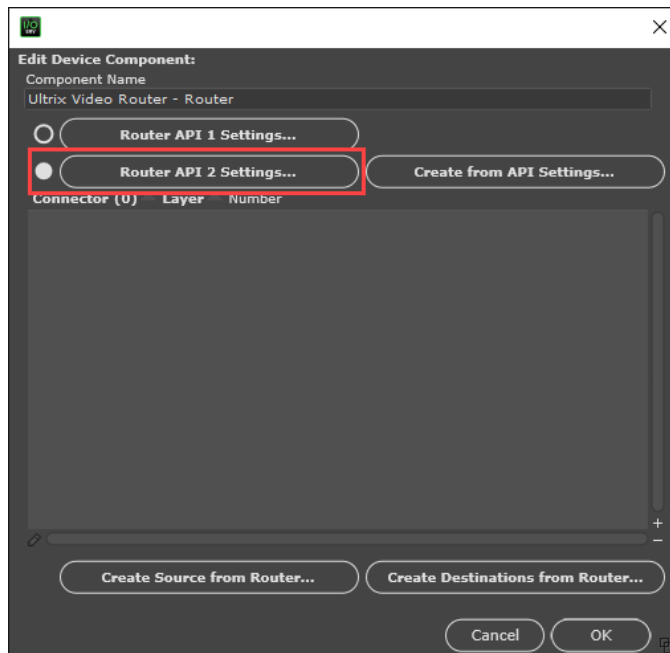 I/O
SRV
Edit Device Component:
Component Name
Ultrix Video Router - Router
Router API 1 Settings...
Router API 2 Settings... Create from API Settings...
Connector (0) Layer Number
Create Source from Router... Create Destinations from Router...
Cancel OK